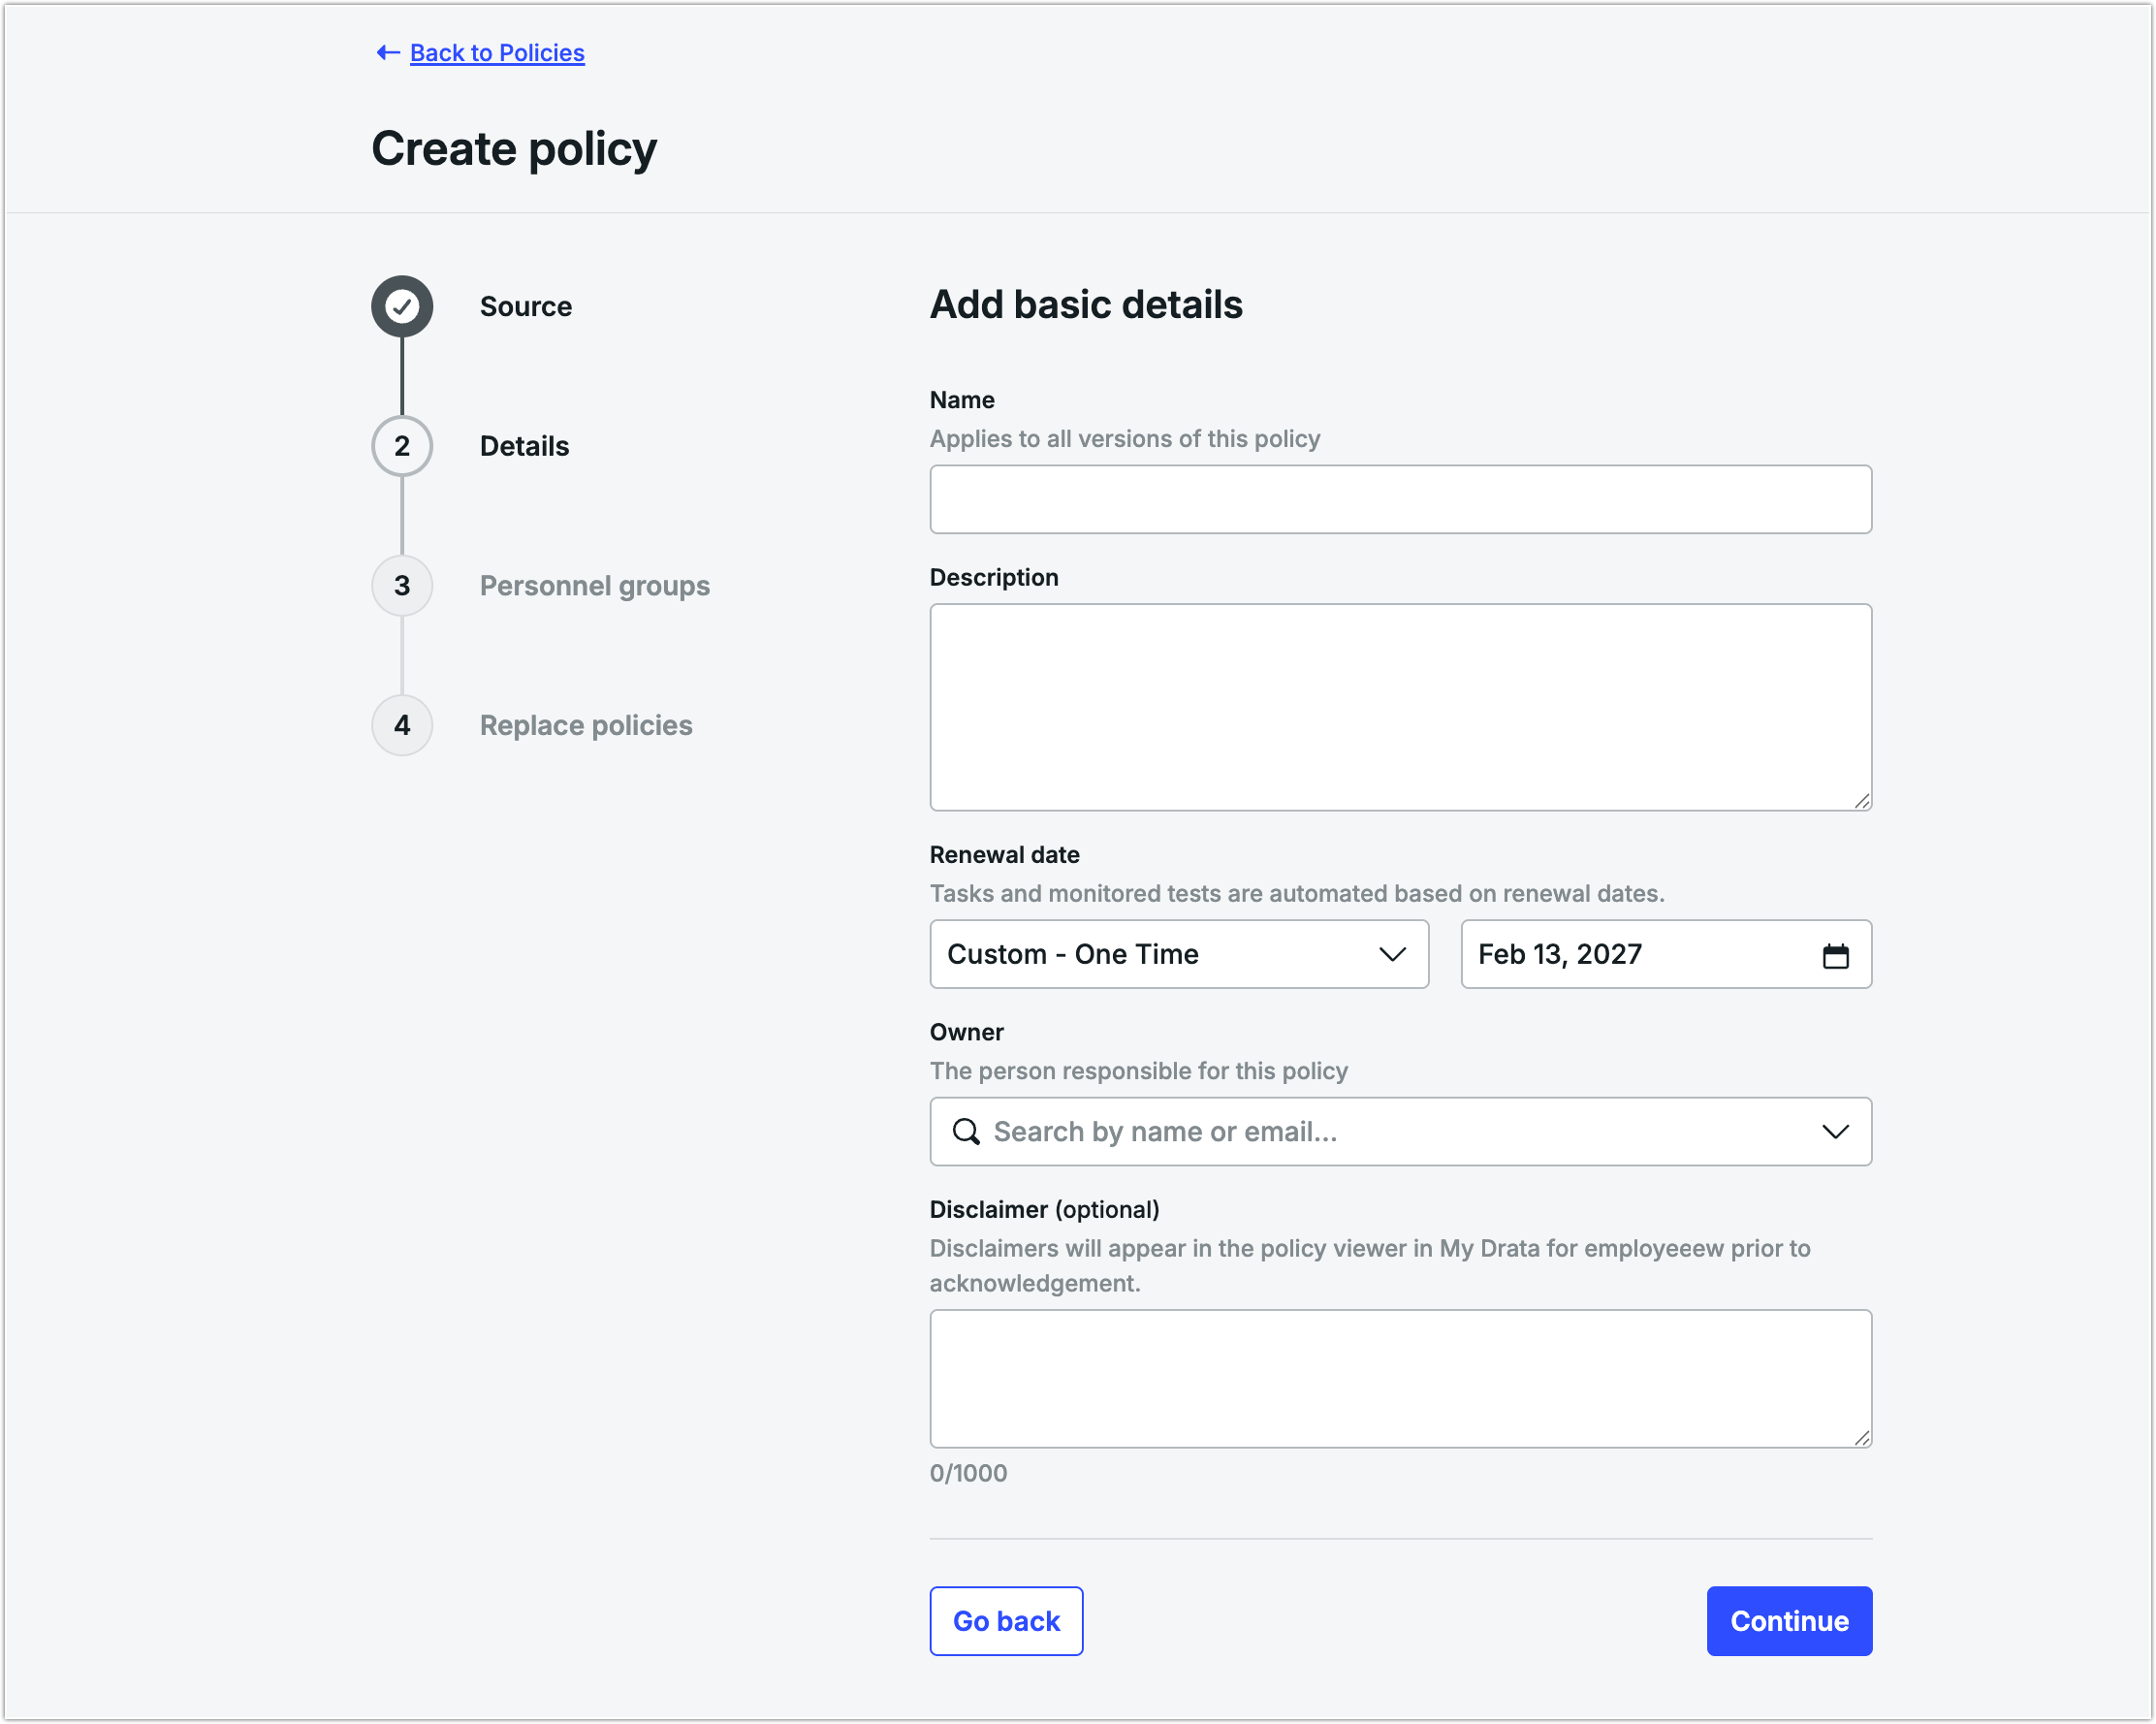 Back to Policies
Create policy
Source
2 Details
3 Personnel groups
4 Replace policies
Add basic details
Name
Applies to all versions of this policy
Description
Renewal date
Tasks and monitored tests are automated based on renewal dates.
Custom - One Time
Feb 13, 2027
Owner
The person responsible for this policy
Search by name or email...
Disclaimer (optional)
Disclaimers will appear in the policy viewer in My Drata for employeeew prior to
acknowledgement.
0/1000
Go back
Continue